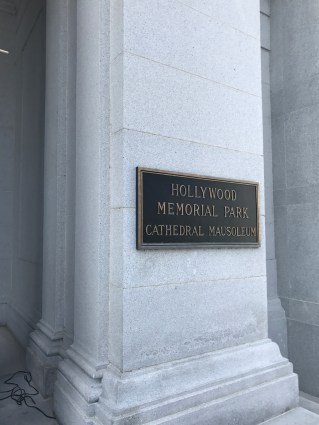 HOLLYWOOD
MEMORIAL PARK
CATHEDRAL MAUSOLEUM